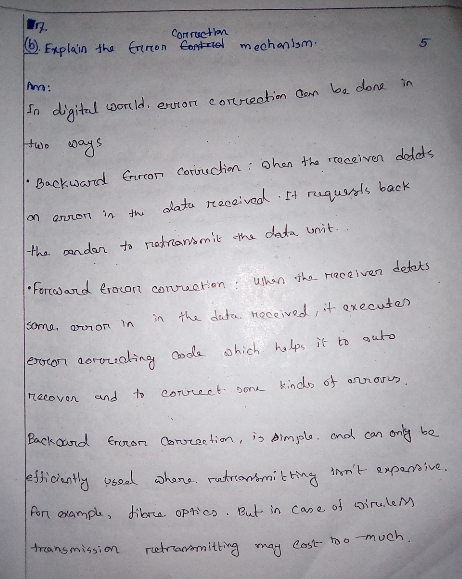 17.
(b). Explain the Error Correction Control mechanism. 5
Ans:
In digital world, error correction can be done in
two ways
• Backward Error Correction : When the receiver detects
an error in the data received. It requests back
the sender to retransmit the data unit.
• Forward Error correction : When the receiver detets
some error in in the data received, it executes
error correcting code which helps it to auto
recover and to correct some kinds of errors.
Backward Error Correction, is simple and can only be
efficiently used where retransmitting isn't expensive.
For example, fibre optics. But in case of wireless
transmission retransmitting may cost too much.